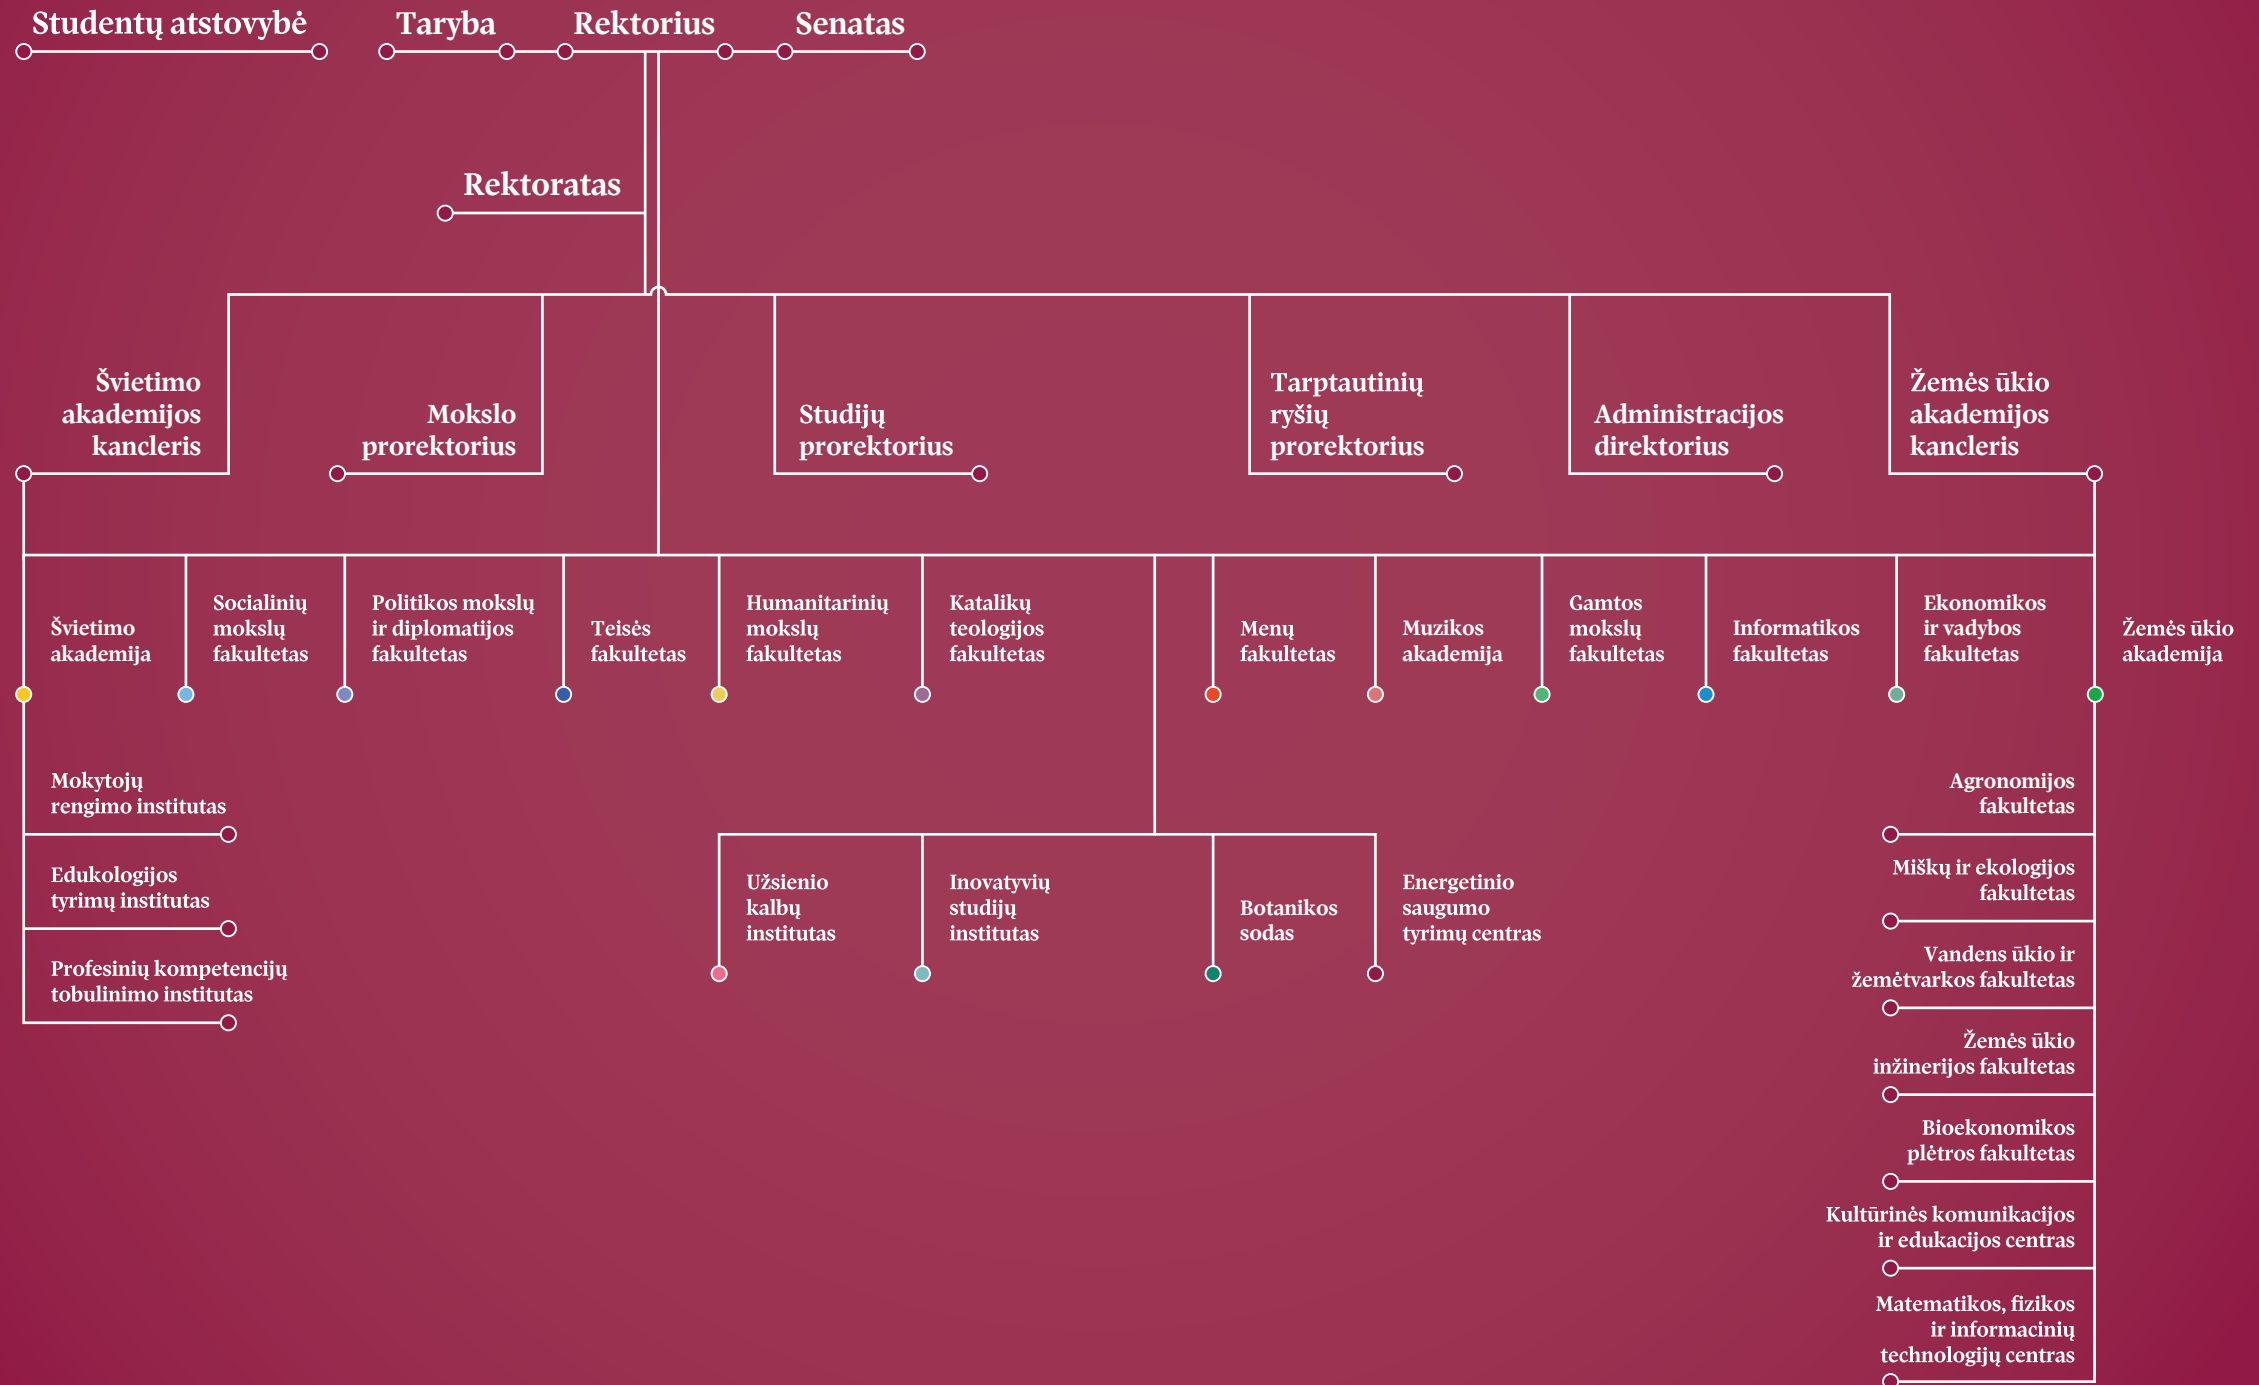 Studentų atstovybė
Taryba
Rektorius
Senatas
Rektoratas
Švietimo
akademijos
kancleris
Mokslo
prorektorius
Studijų
prorektorius
Tarptautinių
ryšių
prorektorius
Administracijos
direktorius
Žemės ūkio
akademijos
kancleris
Švietimo
akademija
Socialinių
mokslų
fakultetas
Politikos mokslų
ir diplomatijos
fakultetas
Teisės
fakultetas
Humanitarinių
mokslų
fakultetas
Katalikų
teologijos
fakultetas
Menų
fakultetas
Muzikos
akademija
Gamtos
mokslų
fakultetas
Informatikos
fakultetas
Ekonomikos
ir vadybos
fakultetas
Žemės ūkio
akademija
Mokytojų
rengimo institutas
Edukologijos
tyrimų institutas
Profesinių kompetencijų
tobulinimo institutas
Užsienio
kalbų
institutas
Inovatyvių
studijų
institutas
Botanikos
sodas
Energetinio
saugumo
tyrimų centras
Agronomijos
fakultetas
Miškų ir ekologijos
fakultetas
Vandens ūkio ir
žemėtvarkos fakultetas
Žemės ūkio
inžinerijos fakultetas
Bioekonomikos
plėtros fakultetas
Kultūrinės komunikacijos
ir edukacijos centras
Matematikos, fizikos
ir informacinių
technologijų centras